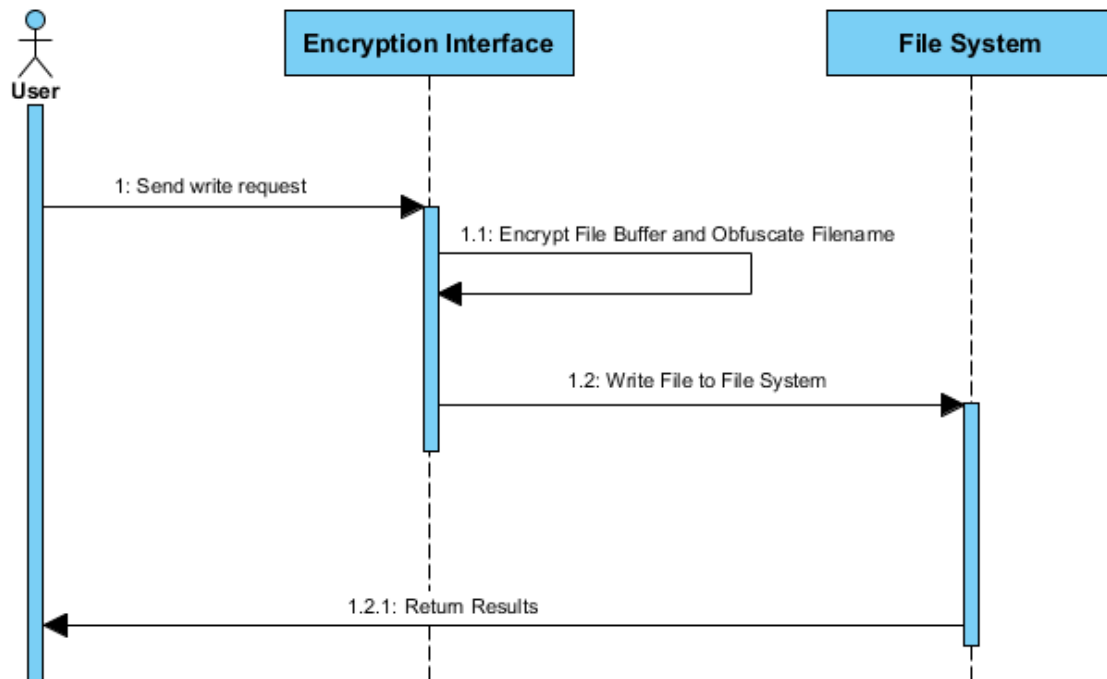 Encryption Interface
File System
User
1: Send write request
1.1: Encrypt File Buffer and Obfuscate Filename
1.2: Write File to File System
1.2.1: Return Results